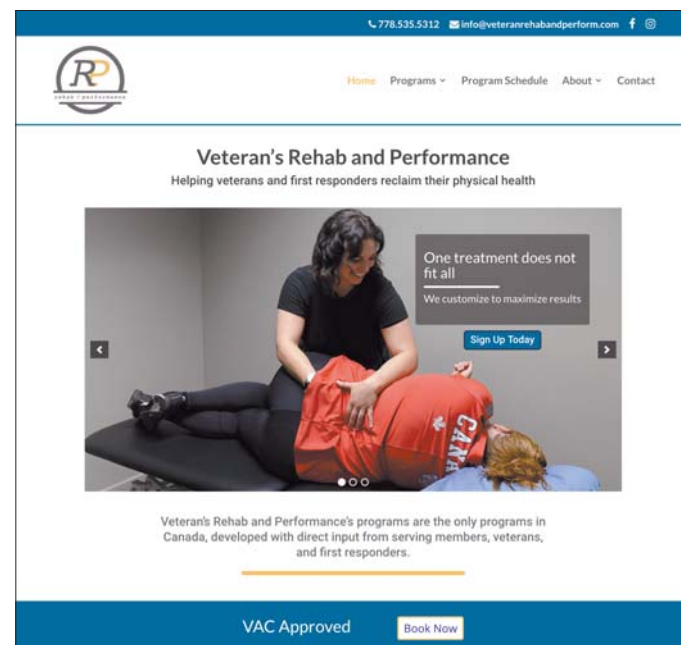 778.535.5312 info@veteranrehabandperform.com
RP
rehab + performance
Home Programs Program Schedule About Contact
Veteran's Rehab and Performance
Helping veterans and first responders reclaim their physical health
One treatment does not
fit all
We customize to maximize results
Sign Up Today
CANA
Veteran's Rehab and Performance's programs are the only programs in
Canada, developed with direct input from serving members, veterans,
and first responders.
VAC Approved Book Now